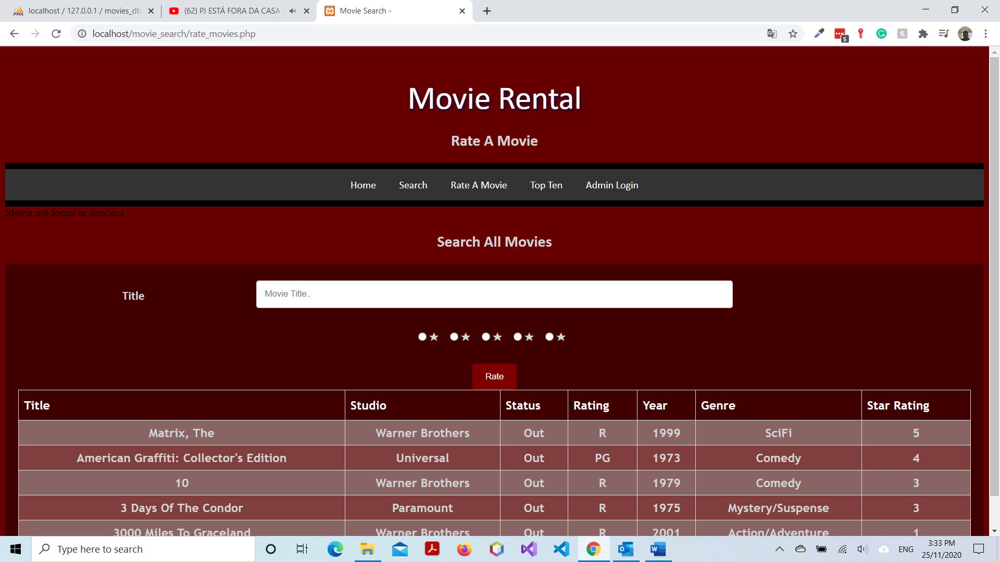 localhost / 127.0.0.1 / movies_db
(62) PJ ESTÁ FORA DA CASA
Movie Search -
localhost/movie_search/rate_movies.php
5
Movie Rental
Rate A Movie
Home Search Rate A Movie Top Ten Admin Login
Movie not found in database
Search All Movies
Title Movie Title..
Rate
Title Studio Status Rating Year Genre Star Rating
Matrix, The Warner Brothers Out R 1999 SciFi 5
American Graffiti: Collector's Edition Universal Out PG 1973 Comedy 4
10 Warner Brothers Out R 1979 Comedy 3
3 Days Of The Condor Paramount Out R 1975 Mystery/Suspense 3
3000 Miles To Graceland Warner Brothers Out R 2001 Action/Adventure 1
Type here to search
ENG
3:33 PM
25/11/2020